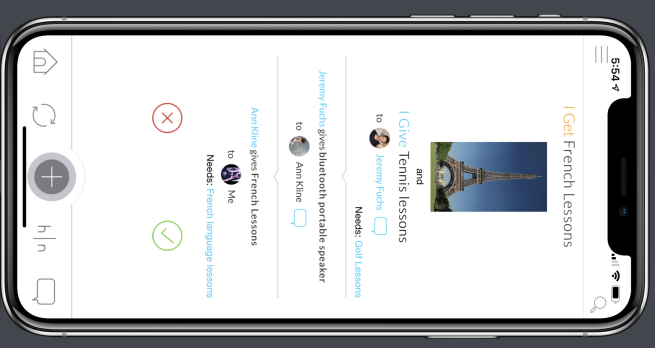 5:54
I Get French Lessons
and
I Give Tennis lessons
to Jeremy Fuchs
Needs: Golf Lessons
Jeremy Fuchs gives bluetooth portable speaker
to Ann Kline
Ann Kline gives French Lessons
to Me
Needs: French language lessons
h|n